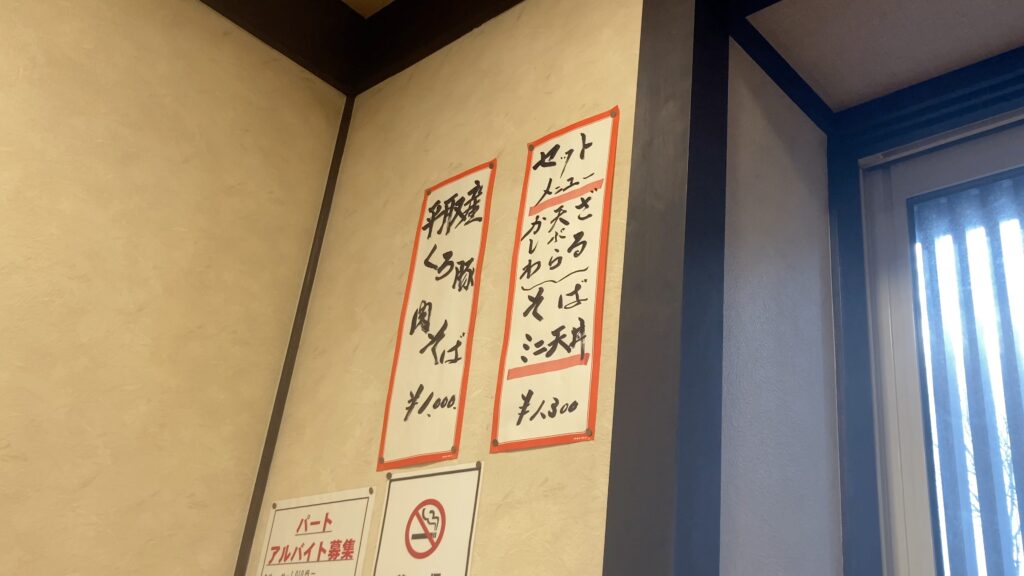 セット
メニュー
ざる
天ぷら
かしわ
そば
ミニ天丼
¥1,300
平取産
くろ豚
肉そば
¥1,000.
パート
アルバイト募集